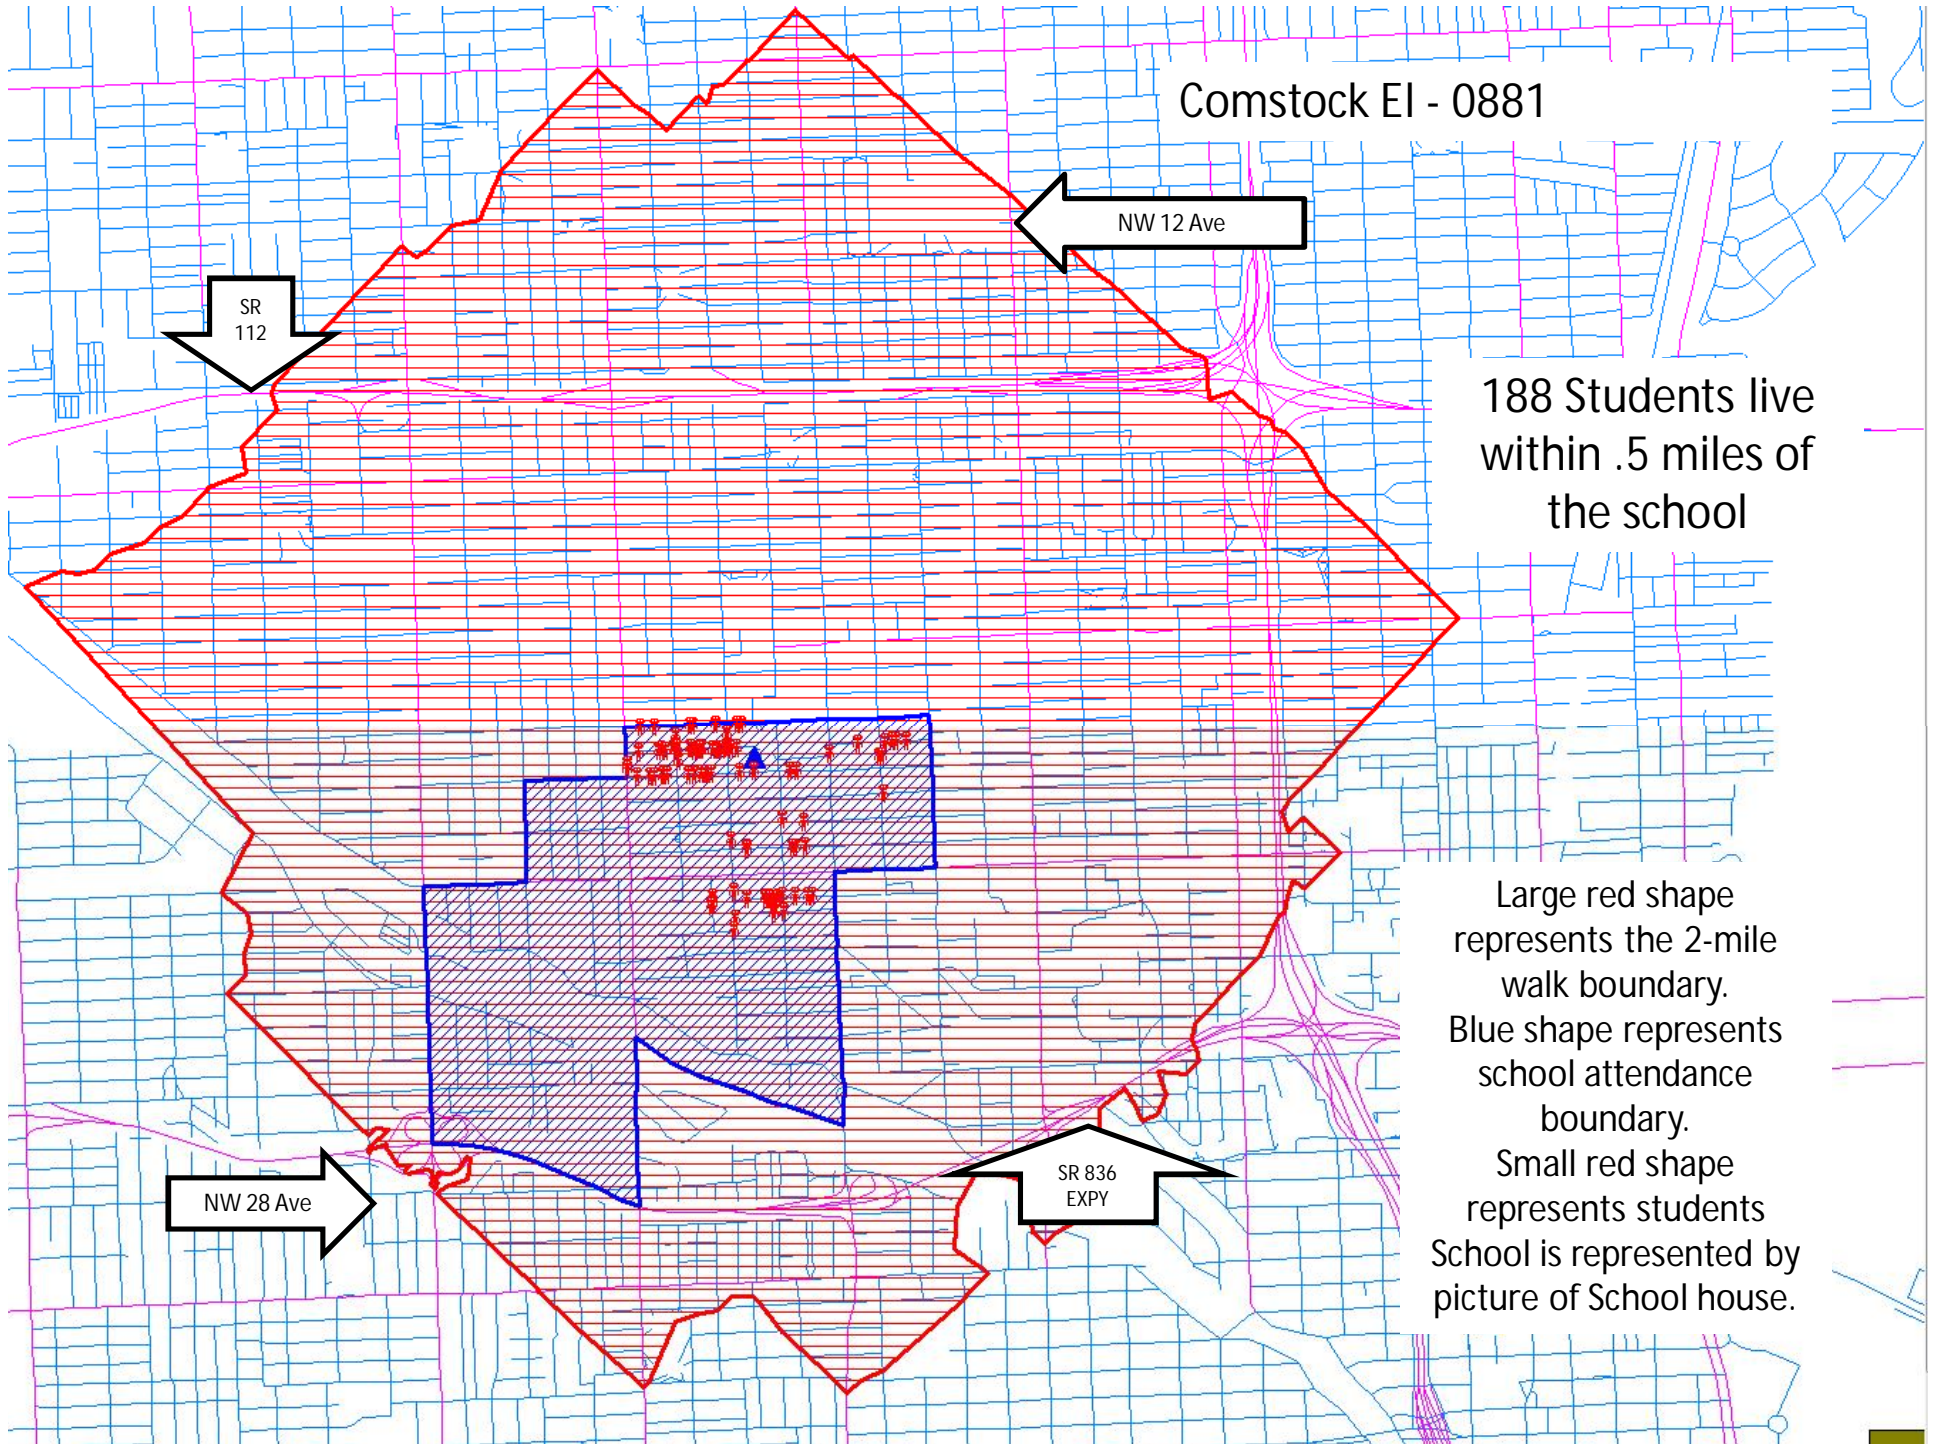 Comstock El - 0881
NW 12 Ave
SR
112
188 Students live
within .5 miles of
the school
Large red shape
represents the 2-mile
walk boundary.
Blue shape represents
school attendance
boundary.
Small red shape
represents students
School is represented by
picture of School house.
SR 836
EXPY
NW 28 Ave